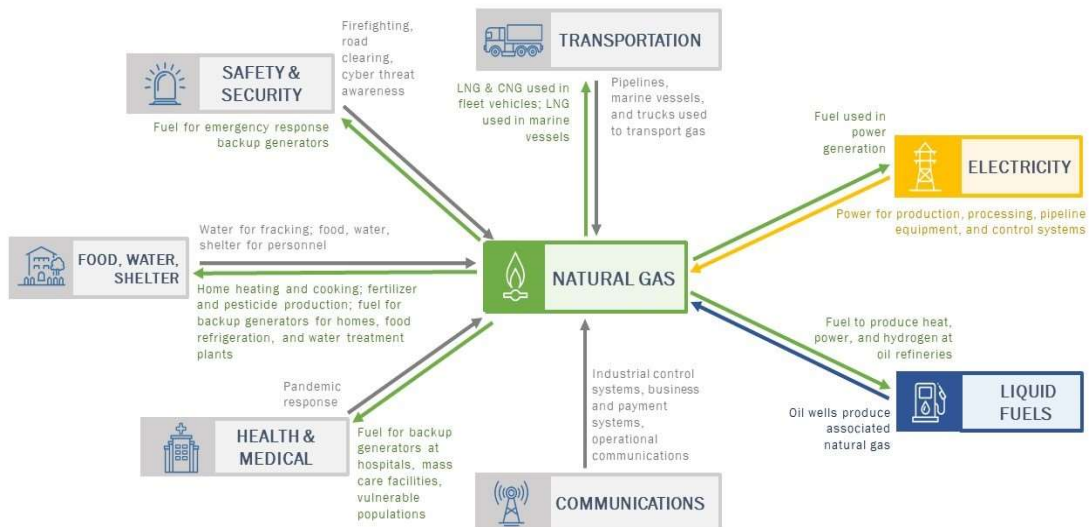 Firefighting,
road
clearing,
cyber threat
awareness
SAFETY &
SECURITY
Fuel for emergency response
backup generators
TRANSPORTATION
LNG & CNG used in
fleet vehicles; LNG
used in marine
vessels
Pipelines,
marine vessels,
and trucks used
to transport gas
Fuel used in
power
generation
ELECTRICITY
Power for production, processing, pipeline
equipment, and control systems
Water for fracking; food, water,
shelter for personnel
FOOD, WATER,
SHELTER
Home heating and cooking; fertilizer
and pesticide production; fuel for
backup generators for homes, food
refrigeration, and water treatment
plants
NATURAL GAS
Fuel to produce heat,
power, and hydrogen at
oil refineries
LIQUID
FUELS
Oil wells produce
associated
natural gas
Pandemic
response
HEALTH &
MEDICAL
Fuel for backup
generators at
hospitals, mass
care facilities,
vulnerable
populations
Industrial control
systems, business
and payment
systems,
operational
communications
COMMUNICATIONS